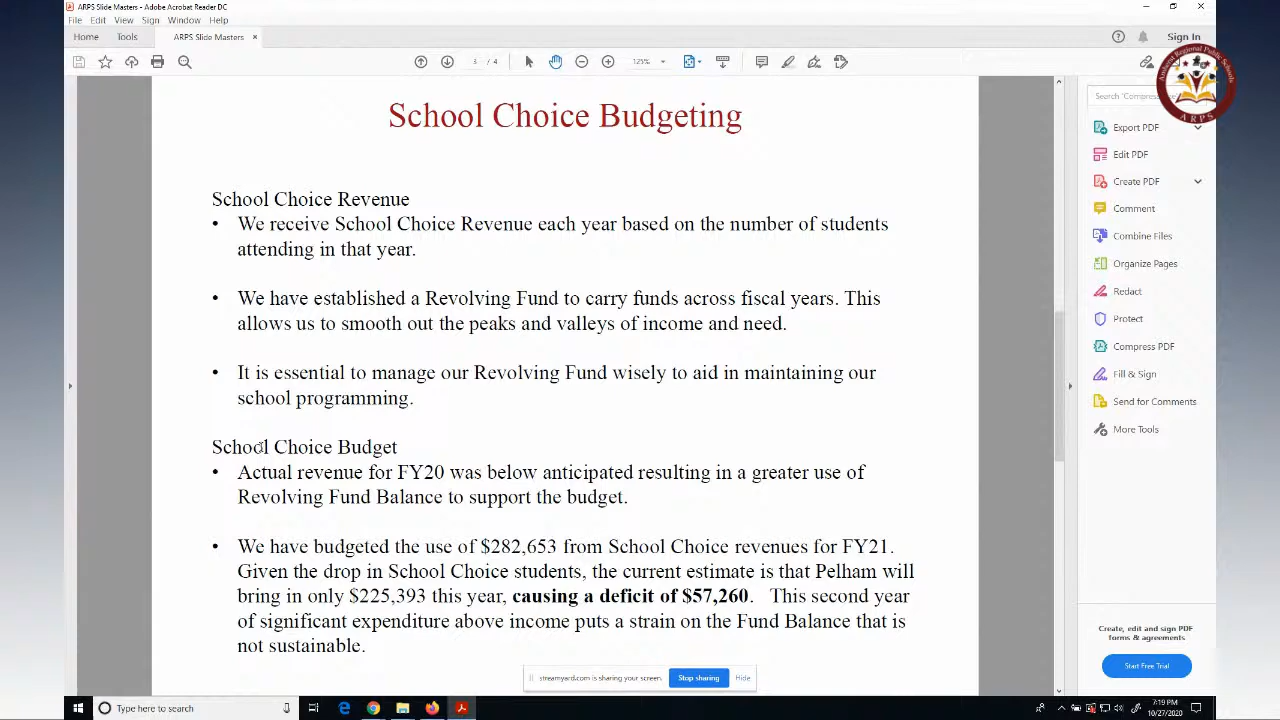 ARPS Slide Masters - Adobe Acrobat Reader DC
File Edit View Sign Window Help
Home Tools ARPS Slide Masters × Sign In
3 / 4 125%
School Choice Budgeting
School Choice Revenue
• We receive School Choice Revenue each year based on the number of students
attending in that year.
• We have established a Revolving Fund to carry funds across fiscal years. This
allows us to smooth out the peaks and valleys of income and need.
• It is essential to manage our Revolving Fund wisely to aid in maintaining our
school programming.
School Choice Budget
• Actual revenue for FY20 was below anticipated resulting in a greater use of
Revolving Fund Balance to support the budget.
• We have budgeted the use of $282,653 from School Choice revenues for FY21.
Given the drop in School Choice students, the current estimate is that Pelham will
bring in only $225,393 this year, causing a deficit of $57,260. This second year
of significant expenditure above income puts a strain on the Fund Balance that is
not sustainable.
Amherst Regional Public Schools
ARPS
Search 'Compress
Export PDF
Edit PDF
Create PDF
Comment
Combine Files
Organize Pages
Redact
Protect
Compress PDF
Fill & Sign
Send for Comments
More Tools
Create, edit and sign PDF
forms & agreements
Start Free Trial
streamyard.com is sharing your screen. Stop sharing Hide
Type here to search
7:19 PM
10/27/2020